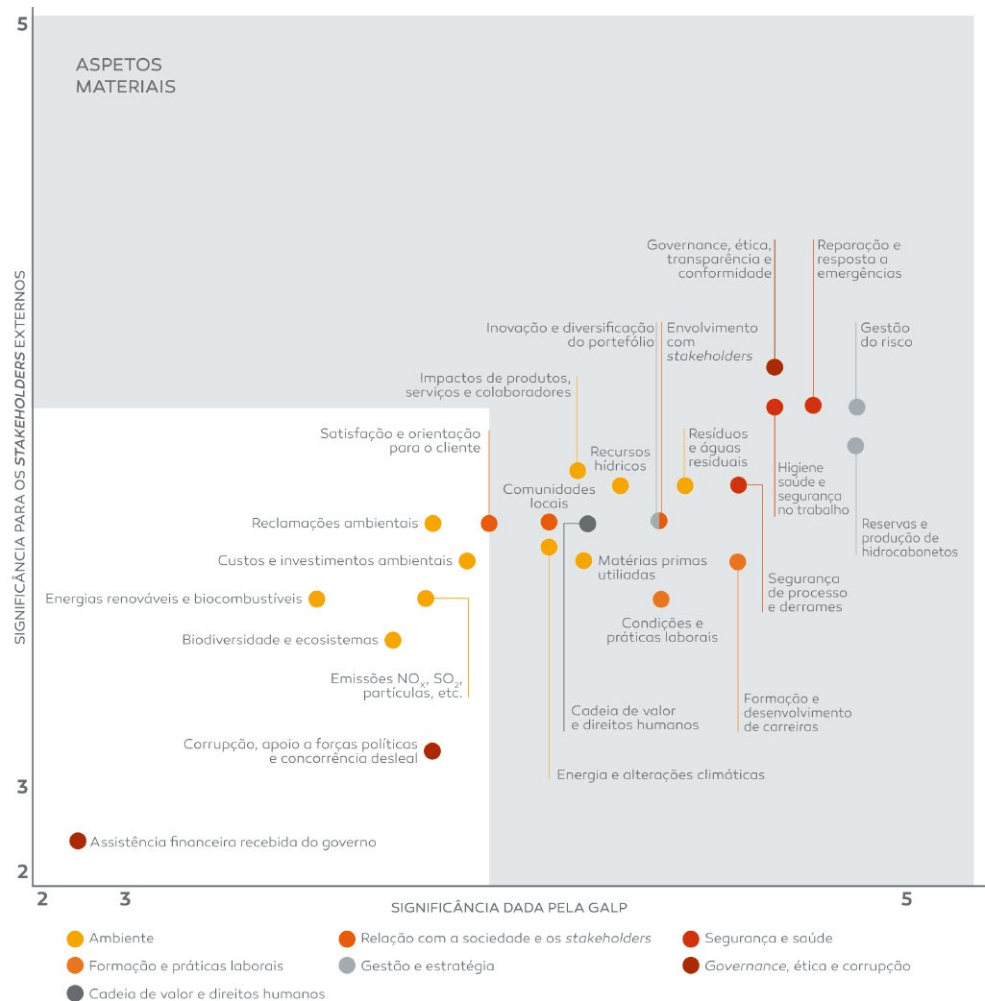 5
ASPETOS
MATERIAIS
SIGNIFICÂNCIA PARA OS STAKEHOLDERS EXTERNOS
Governance, ética,
transparência e
conformidade
Reparação e
resposta a
emergências
Inovação e diversificação
do portefólio
Envolvimento
com
stakeholders
Gestão
do risco
Impactos de produtos,
serviços e colaboradores
Satisfação e orientação
para o cliente
Recursos
hídricos
Resíduos
e águas
residuais
Higiene
saúde e
segurança
no trabalho
Comunidades
locais
Reclamações ambientais
Reservas e
produção de
hidrocabonetos
Custos e investimentos ambientais
Matérias primas
utiliadas
Segurança
de processo
e derrames
Energias renováveis e biocombustíveis
Condições e
práticas laborais
Biodiversidade e ecosistemas
Emissões NOx, SO2,
partículas, etc.
Cadeia de valor
e direitos humanos
Formação e
desenvolvimento
de carreiras
Corrupção, apoio a forças políticas
e concorrência desleal
Energia e alterações climáticas
3
Assistência financeira recebida do governo
2
2 3 5
SIGNIFICÂNCIA DADA PELA GALP
Ambiente
Relação com a sociedade e os stakeholders
Segurança e saúde
Formação e práticas laborais
Gestão e estratégia
Governance, ética e corrupção
Cadeia de valor e direitos humanos